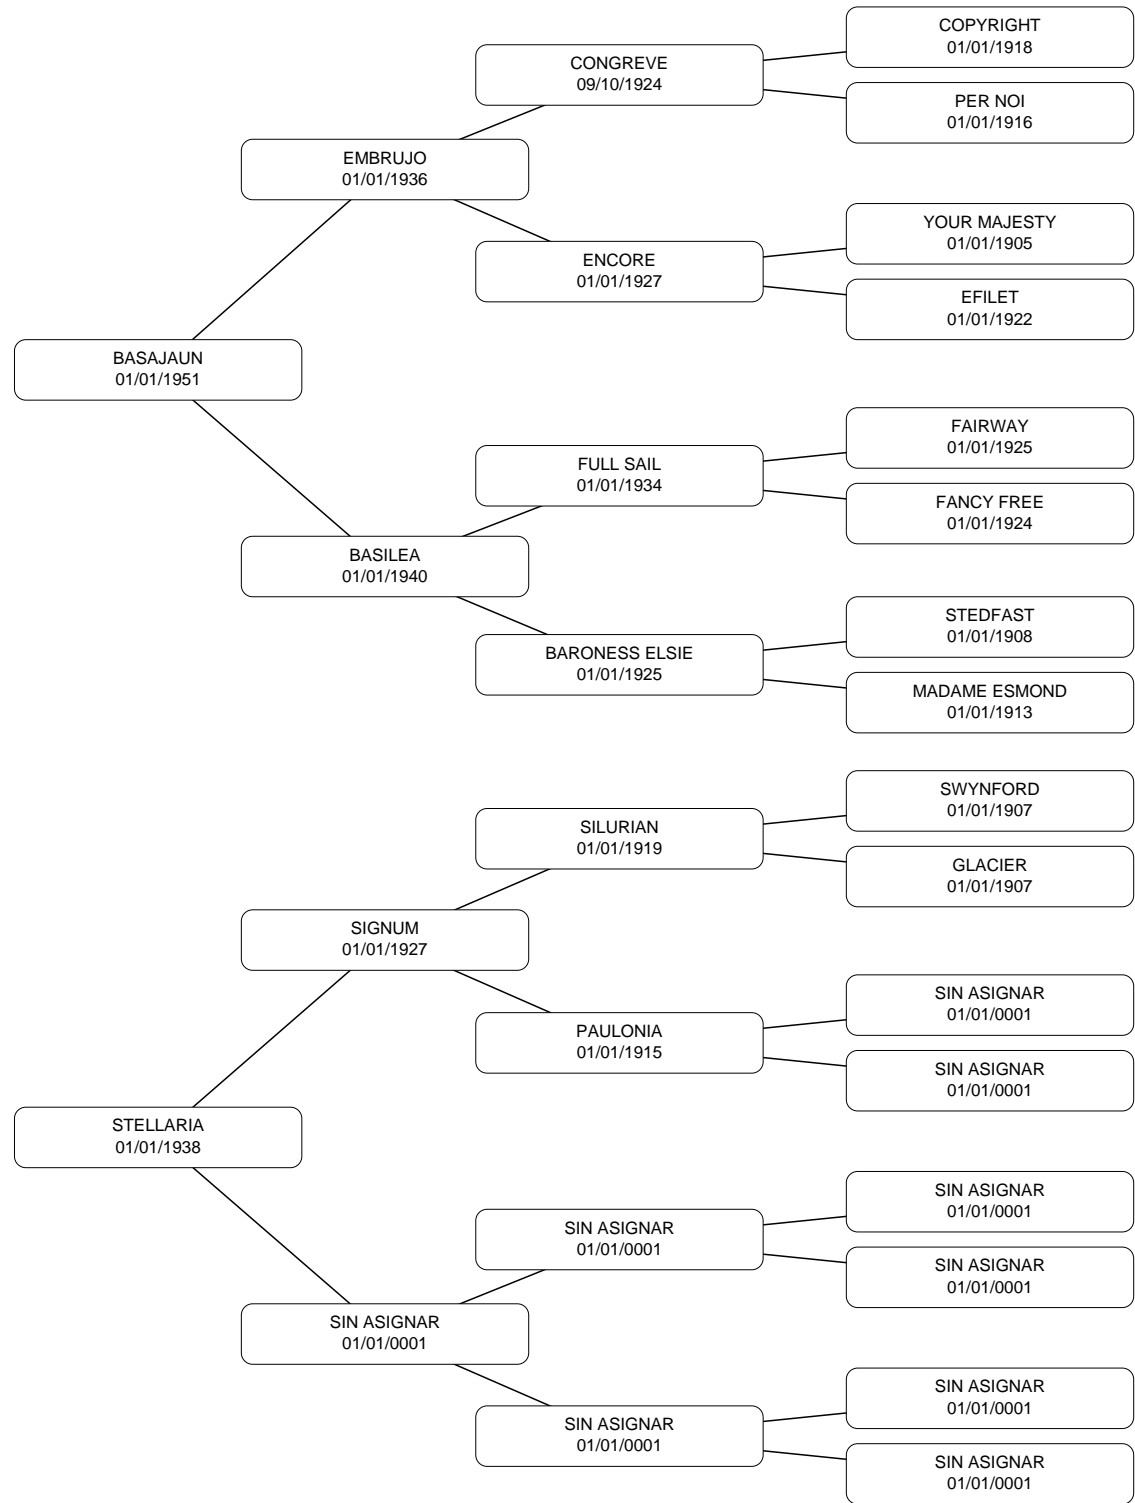 COPYRIGHT
01/01/1918
CONGREVE
09/10/1924
PER NOI
01/01/1916
EMBRUJO
01/01/1936
YOUR MAJESTY
01/01/1905
ENCORE
01/01/1927
EFILET
01/01/1922
BASAJAUN
01/01/1951
FAIRWAY
01/01/1925
FULL SAIL
01/01/1934
FANCY FREE
01/01/1924
BASILEA
01/01/1940
STEDFAST
01/01/1908
BARONESS ELSIE
01/01/1925
MADAME ESMOND
01/01/1913
SWYNFORD
01/01/1907
SILURIAN
01/01/1919
GLACIER
01/01/1907
SIGNUM
01/01/1927
SIN ASIGNAR
01/01/0001
PAULONIA
01/01/1915
SIN ASIGNAR
01/01/0001
STELLARIA
01/01/1938
SIN ASIGNAR
01/01/0001
SIN ASIGNAR
01/01/0001
SIN ASIGNAR
01/01/0001
SIN ASIGNAR
01/01/0001
SIN ASIGNAR
01/01/0001
SIN ASIGNAR
01/01/0001
SIN ASIGNAR
01/01/0001